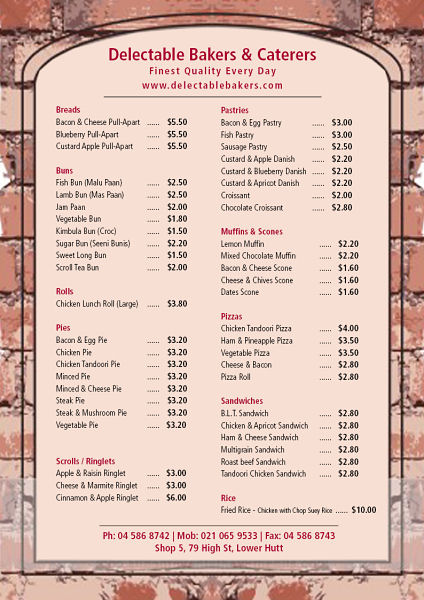 Delectable Bakers & Caterers
Finest Quality Every Day
www.delectablebakers.com
Breads
Bacon & Cheese Pull-Apart ...... $5.50
Blueberry Pull-Apart ...... $5.50
Custard Apple Pull-Apart ...... $5.50
Buns
Fish Bun (Malu Paan) ...... $2.50
Lamb Bun (Mas Paan) ...... $2.50
Jam Paan ...... $2.00
Vegetable Bun ...... $1.80
Kimbula Bun (Croc) ...... $1.50
Sugar Bun (Seeni Bunis) ...... $2.20
Sweet Long Bun ...... $1.50
Scroll Tea Bun ...... $2.00
Rolls
Chicken Lunch Roll (Large) ...... $3.80
Pies
Bacon & Egg Pie ...... $3.20
Chicken Pie ...... $3.20
Chicken Tandoori Pie ...... $3.20
Minced Pie ...... $3.20
Minced & Cheese Pie ...... $3.20
Steak Pie ...... $3.20
Steak & Mushroom Pie ...... $3.20
Vegetable Pie ...... $3.20
Scrolls / Ringlets
Apple & Raisin Ringlet ...... $3.00
Cheese & Marmite Ringlet ...... $3.00
Cinnamon & Apple Ringlet ...... $6.00
Pastries
Bacon & Egg Pastry ...... $3.00
Fish Pastry ...... $3.00
Sausage Pastry ...... $2.50
Custard & Apple Danish ...... $2.20
Custard & Blueberry Danish ...... $2.20
Custard & Apricot Danish ...... $2.20
Croissant ...... $2.00
Chocolate Croissant ...... $2.80
Muffins & Scones
Lemon Muffin ...... $2.20
Mixed Chocolate Muffin ...... $2.20
Bacon & Cheese Scone ...... $1.60
Cheese & Chives Scone ...... $1.60
Dates Scone ...... $1.60
Pizzas
Chicken Tandoori Pizza ...... $4.00
Ham & Pineapple Pizza ...... $3.50
Vegetable Pizza ...... $3.50
Cheese & Bacon ...... $2.80
Pizza Roll ...... $2.80
Sandwiches
B.L.T. Sandwich ...... $2.80
Chicken & Apricot Sandwich ...... $2.80
Ham & Cheese Sandwich ...... $2.80
Multigrain Sandwich ...... $2.80
Roast beef Sandwich ...... $2.80
Tandoori Chicken Sandwich ...... $2.80
Rice
Fried Rice - Chicken with Chop Suey Rice ...... $10.00
Ph: 04 586 8742 | Mob: 021 065 9533 | Fax: 04 586 8743
Shop 5, 79 High St, Lower Hutt